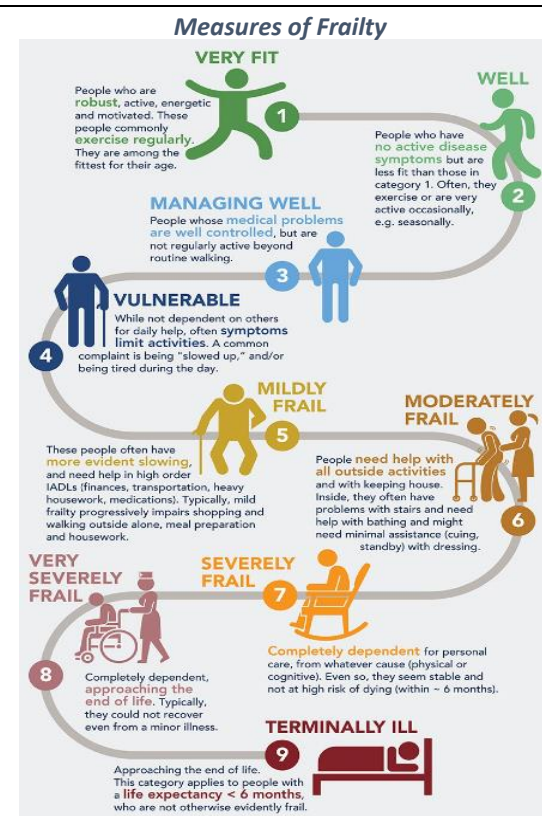 Measures of Frailty
VERY FIT
People who are
robust, active, energetic
and motivated. These
people commonly
exercise regularly.
They are among the
fittest for their age.
1
WELL
People who have
no active disease
symptoms but are
less fit than those in
category 1. Often, they
exercise or are very
active occasionally,
e.g. seasonally.
2
MANAGING WELL
People whose medical problems
are well controlled, but are
not regularly active beyond
routine walking.
3
VULNERABLE
While not dependent on others
for daily help, often symptoms
limit activities. A common
complaint is being "slowed up," and/or
being tired during the day.
4
MILDLY
FRAIL
5
These people often have
more evident slowing,
and need help in high order
IADLs (finances, transportation, heavy
housework, medications). Typically, mild
frailty progressively impairs shopping and
walking outside alone, meal preparation
and housework.
MODERATELY
FRAIL
People need help with
all outside activities
and with keeping house.
Inside, they often have
problems with stairs and need
help with bathing and might
need minimal assistance (cuing,
standby) with dressing.
6
SEVERELY
FRAIL
7
Completely dependent for personal
care, from whatever cause (physical or
cognitive). Even so, they seem stable and
not at high risk of dying (within ~ 6 months).
VERY
SEVERELY
FRAIL
8
Completely dependent,
approaching the
end of life. Typically,
they could not recover
even from a minor illness.
TERMINALLY ILL
9
Approaching the end of life.
This category applies to people with
a life expectancy < 6 months,
who are not otherwise evidently frail.